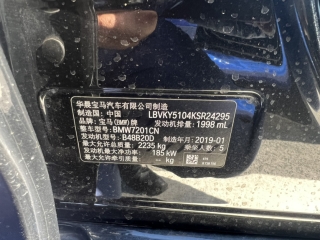 华晨宝马汽车有限公司制造
制造国：中国 LBVKY5104KSR24295
品牌：宝马(BMW)牌 发动机排量：1998 mL
整车型号：BMW7201CN
发动机型号：B48B20D 制造年月：2019-01
最大允许总质量：2235 kg 乘坐人数：5
发动机最大净功率：185 kW
最大允许牵引质量：-- kg